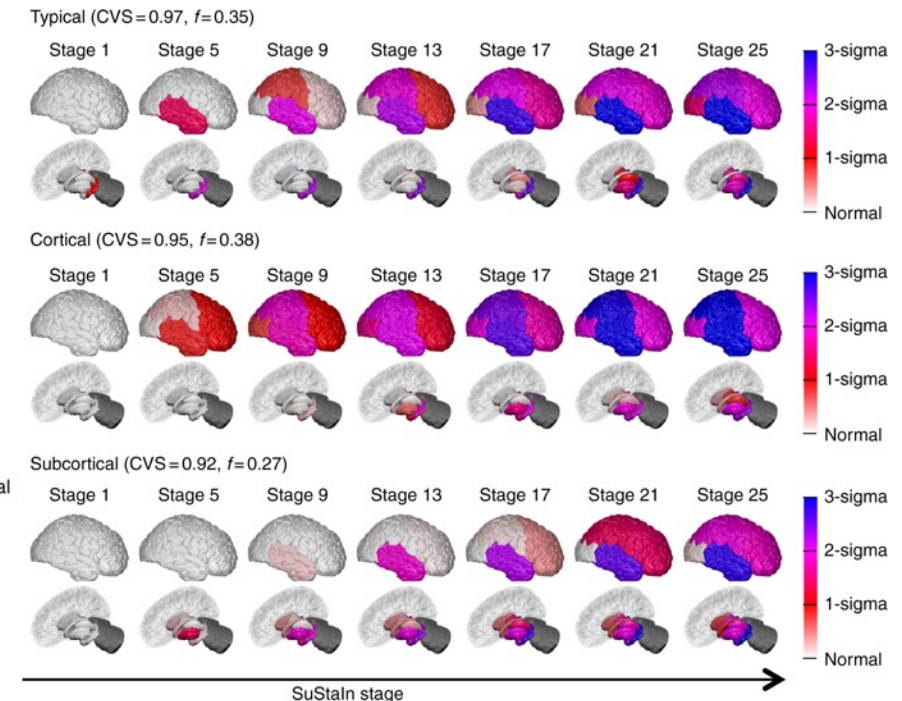 Typical (CVS=0.97, f=0.35)
Stage 1 Stage 5 Stage 9 Stage 13 Stage 17 Stage 21 Stage 25
3-sigma
2-sigma
1-sigma
Normal
Cortical (CVS=0.95, f=0.38)
Stage 1 Stage 5 Stage 9 Stage 13 Stage 17 Stage 21 Stage 25
3-sigma
2-sigma
1-sigma
Normal
Subcortical (CVS=0.92, f=0.27)
al
Stage 1 Stage 5 Stage 9 Stage 13 Stage 17 Stage 21 Stage 25
3-sigma
2-sigma
1-sigma
Normal
SuStaIn stage